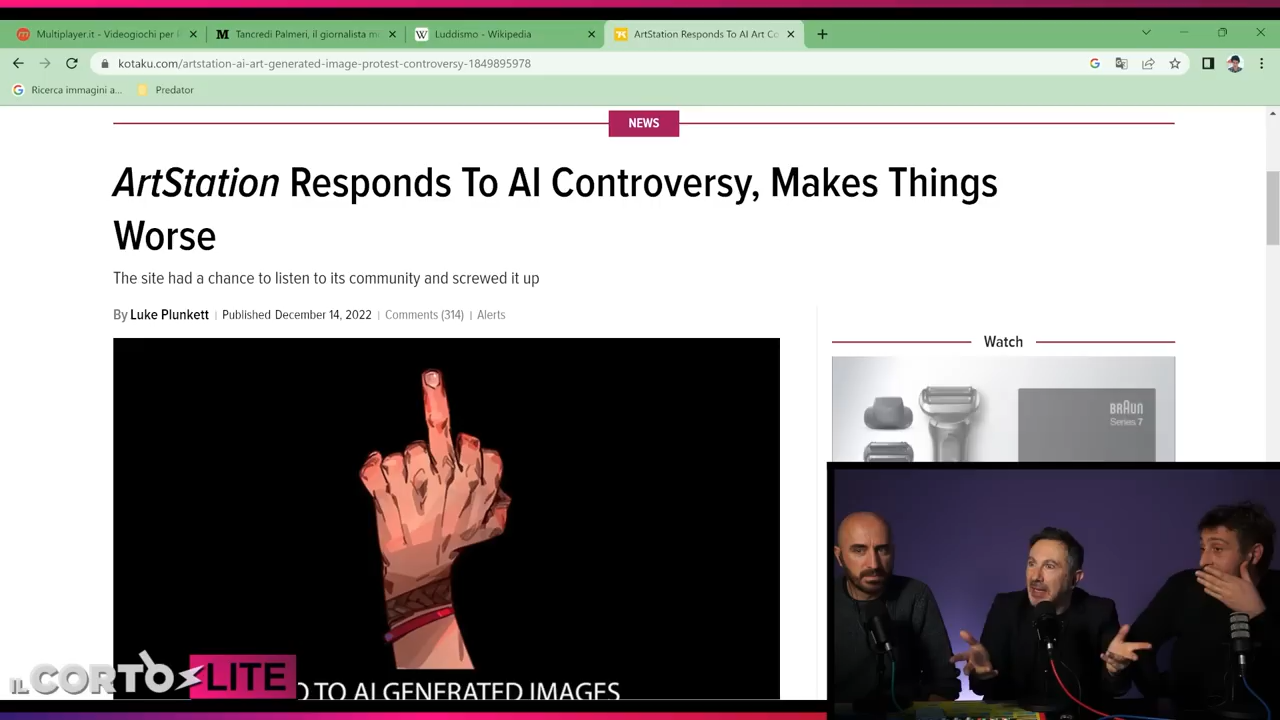 Multiplayer.it - Videogiochi per i
Tancredi Palmeri, il giornalista m
Luddismo - Wikipedia
ArtStation Responds To AI Art Co
kotaku.com/artstation-ai-art-generated-image-protest-controversy-1849895978
Ricerca immagini a...
Predator
NEWS
ArtStation Responds To AI Controversy, Makes Things
Worse
The site had a chance to listen to its community and screwed it up
By Luke Plunkett | Published December 14, 2022 | Comments (314) | Alerts
Watch
BRAUN
Series 7
O TO AI GENERATED IMAGES
IL CORTO LITE